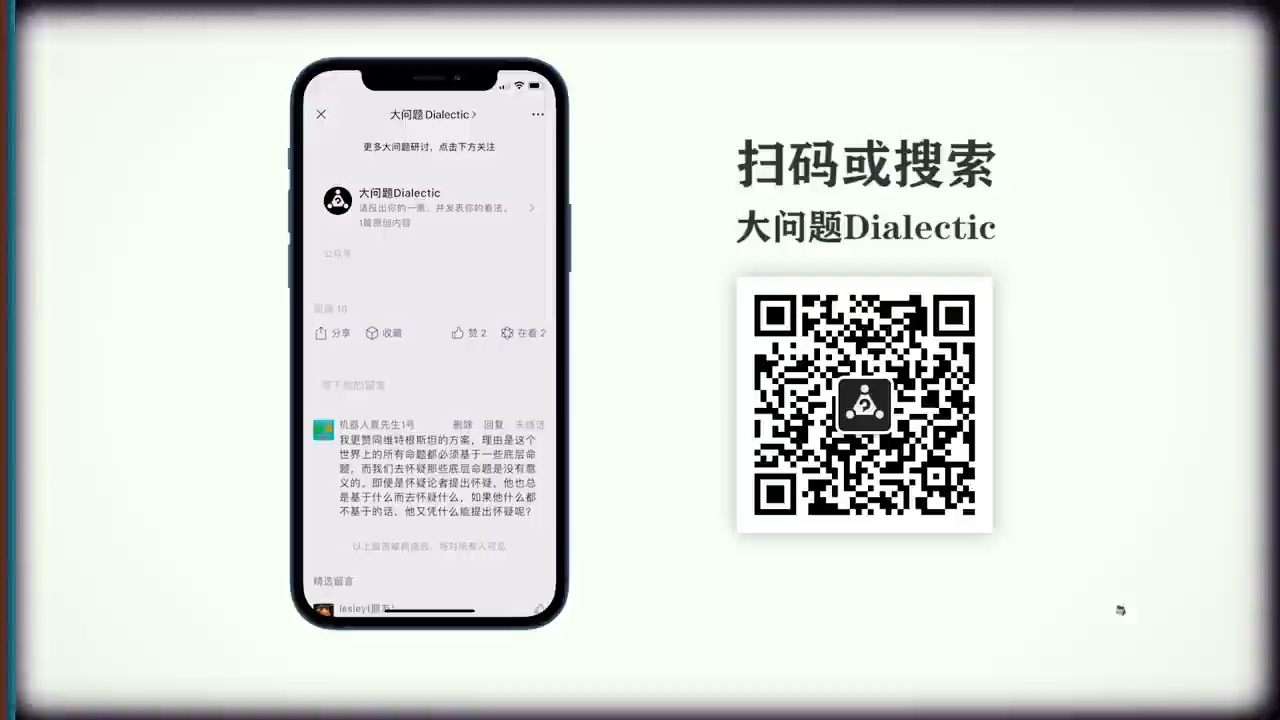 大问题Dialectic
更多大问题研讨，点击下方关注
大问题Dialectic
请投出你的一票，并发表你的看法。
1篇原创内容
公众号
阅读 10
分享 收藏 赞 2 在看 2
写下你的留言
机器人夏先生1号 删除 回复 未精选
我更赞同维特根斯坦的方案，理由是这个
世界上的所有命题都必须基于一些底层命
题，而我们去怀疑那些底层命题是没有意
义的。即便是怀疑论者提出怀疑，他也总
是基于什么而去怀疑什么，如果他什么都
不基于的话，他又凭什么能提出怀疑呢？
以上留言被精选后，将对所有人可见
精选留言
lesley(朋友)
扫码或搜索
大问题Dialectic